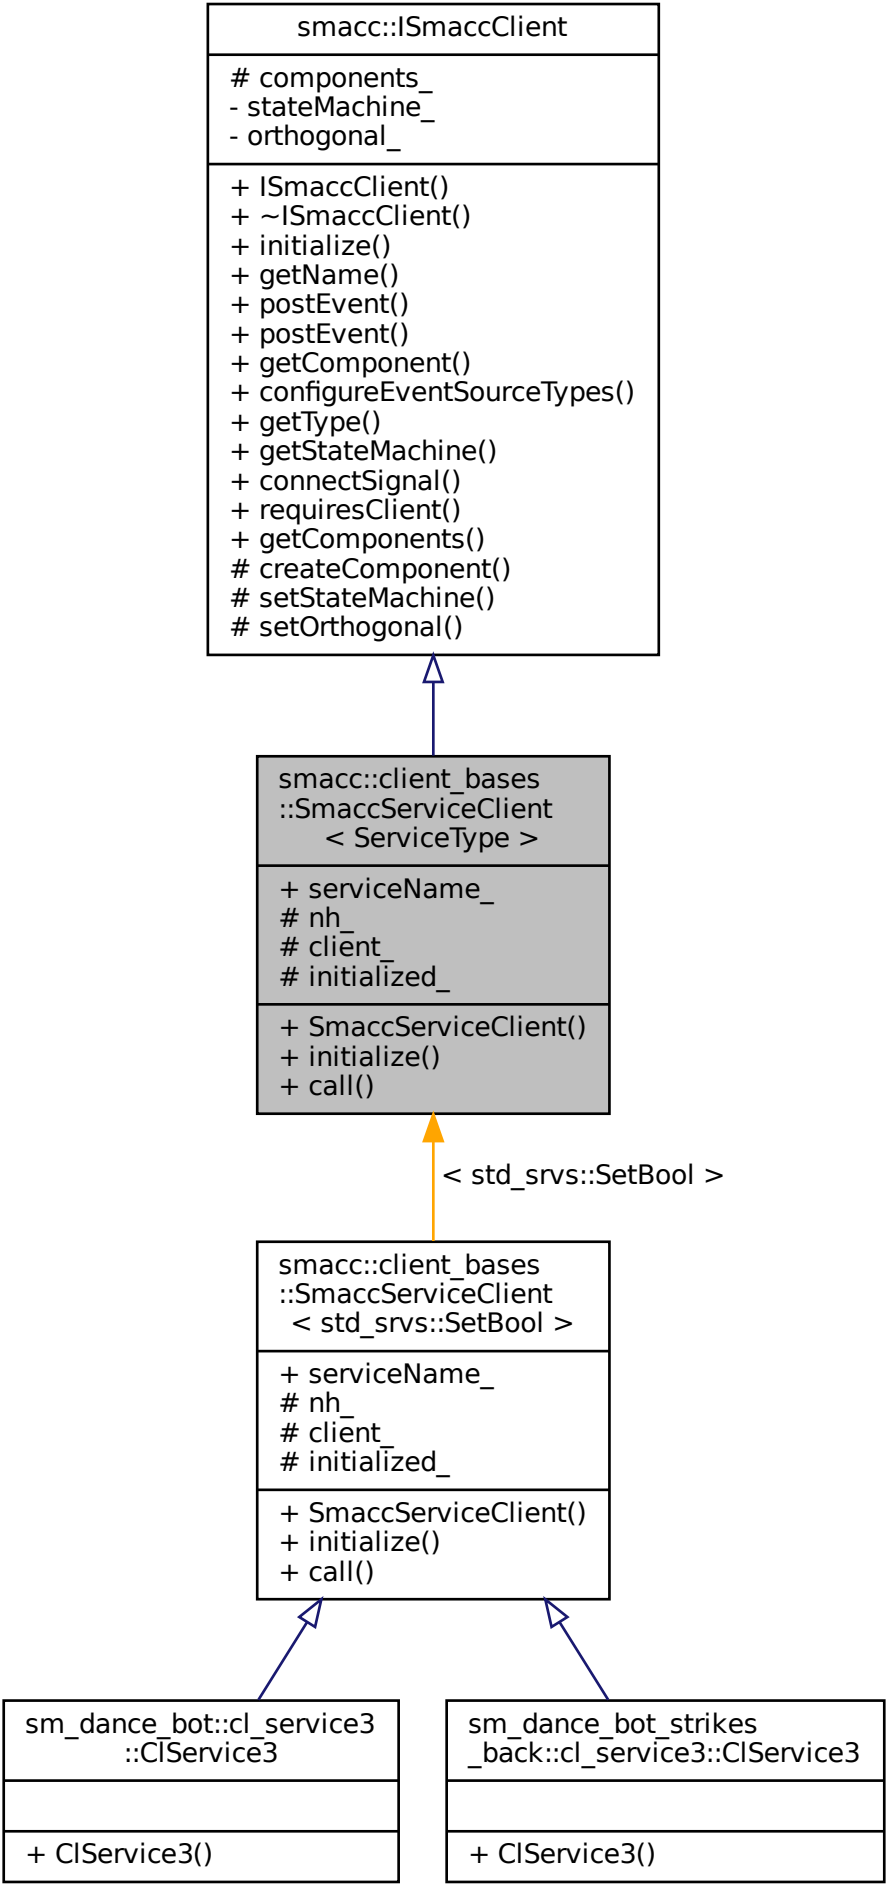 smacc::ISmaccClient
# components_
- stateMachine_
- orthogonal_
+ ISmaccClient()
+ ~ISmaccClient()
+ initialize()
+ getName()
+ postEvent()
+ postEvent()
+ getComponent()
+ configureEventSourceTypes()
+ getType()
+ getStateMachine()
+ connectSignal()
+ requiresClient()
+ getComponents()
# createComponent()
# setStateMachine()
# setOrthogonal()
smacc::client_bases
::SmaccServiceClient
< ServiceType >
+ serviceName_
# nh_
# client_
# initialized_
+ SmaccServiceClient()
+ initialize()
+ call()
< std_srvs::SetBool >
smacc::client_bases
::SmaccServiceClient
< std_srvs::SetBool >
+ serviceName_
# nh_
# client_
# initialized_
+ SmaccServiceClient()
+ initialize()
+ call()
sm_dance_bot::cl_service3
::ClService3
+ ClService3()
sm_dance_bot_strikes
_back::cl_service3::ClService3
+ ClService3()